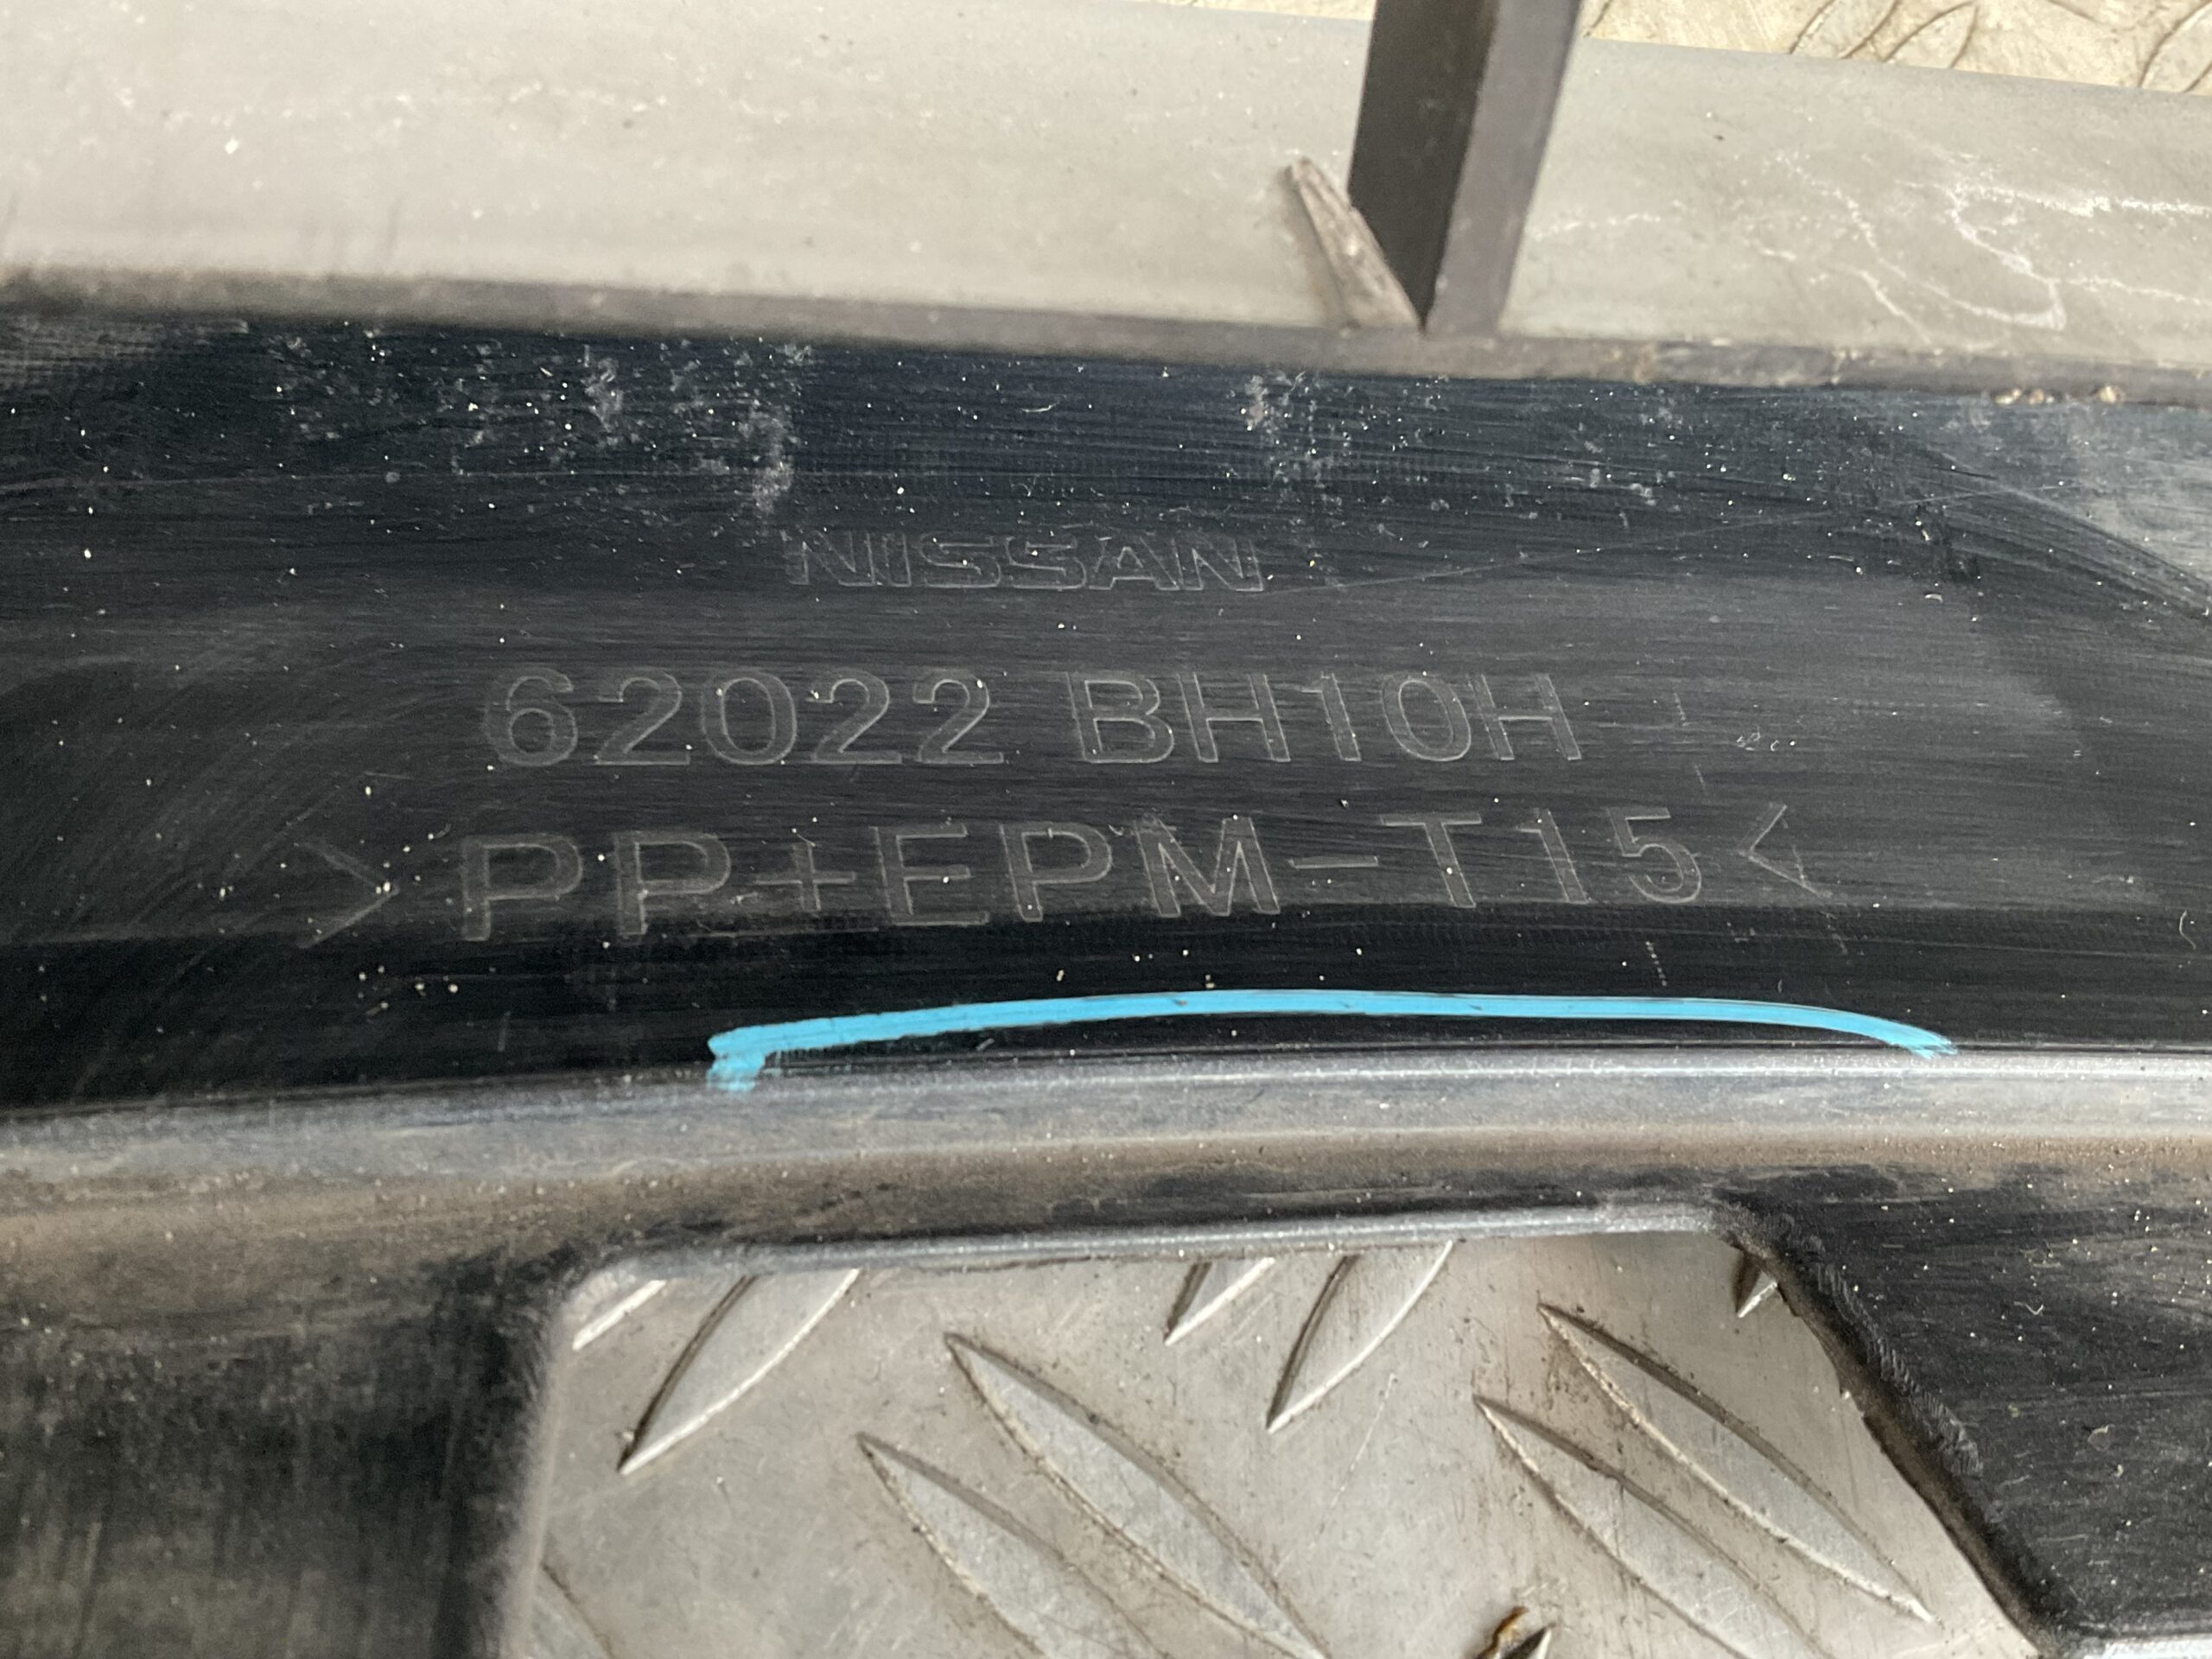 NISSAN
62022 BH10H
>PP+EPM-T15<